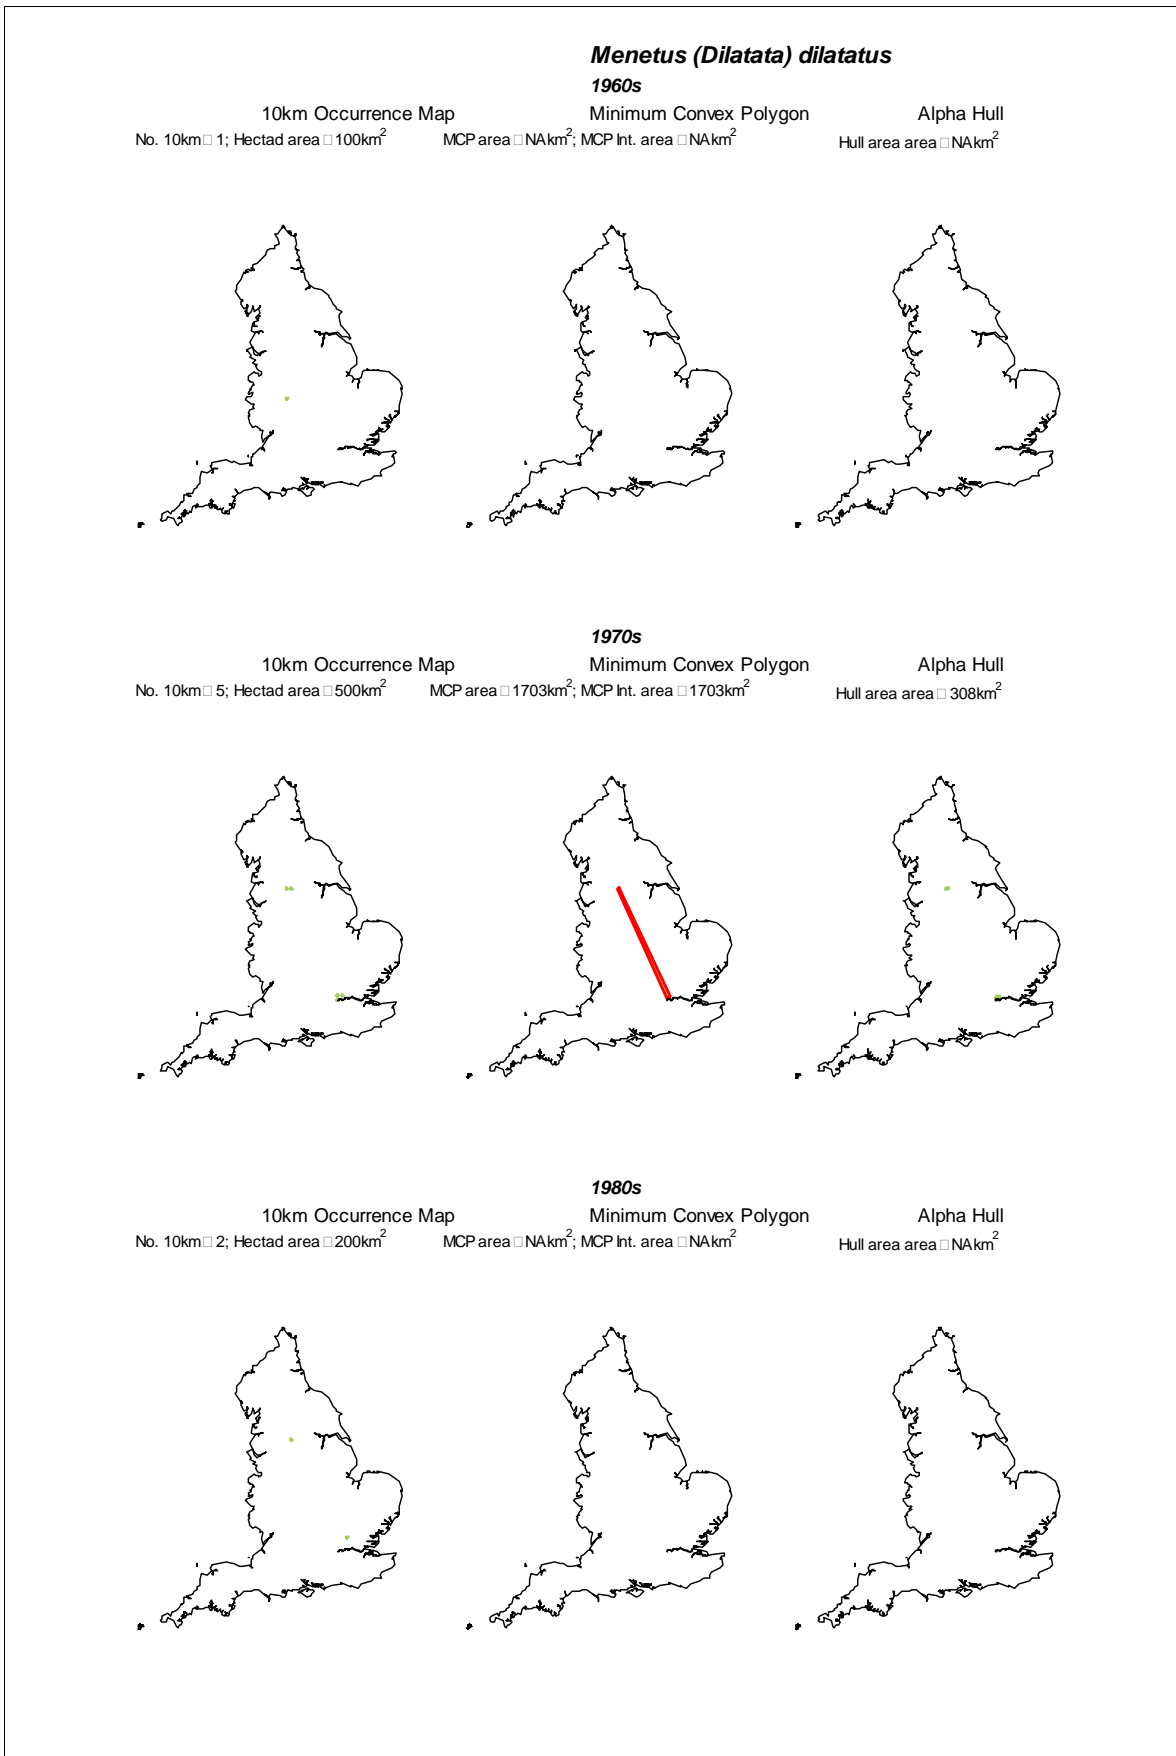 Menetus (Dilatata) dilatatus
1960s
10km Occurrence Map Minimum Convex Polygon Alpha Hull
No. 10km□1; Hectad area □100km² MCP area □NAkm²; MCP Int. area □NAkm² Hull area area □NAkm²
1970s
10km Occurrence Map Minimum Convex Polygon Alpha Hull
No. 10km□5; Hectad area □500km² MCP area □1703km²; MCP Int. area □1703km² Hull area area □308km²
1980s
10km Occurrence Map Minimum Convex Polygon Alpha Hull
No. 10km□2; Hectad area □200km² MCP area □NAkm²; MCP Int. area □NAkm² Hull area area □NAkm²